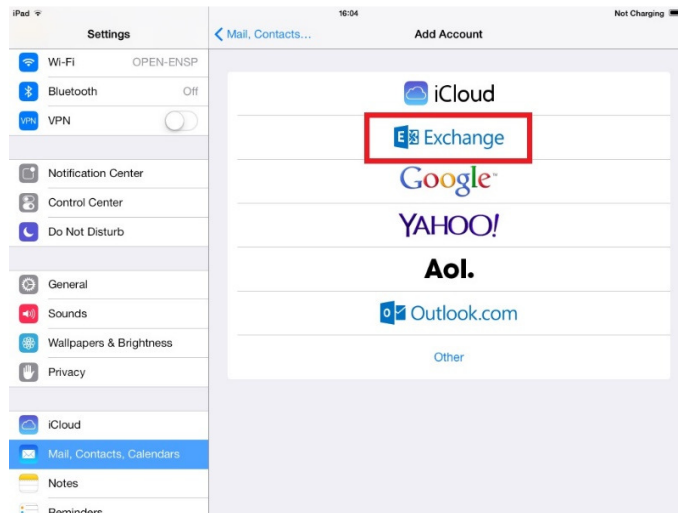 iPad
16:04
Not Charging
Settings
Mail, Contacts...
Add Account
Wi-Fi OPEN-ENSP
Bluetooth Off
VPN VPN
Notification Center
Control Center
Do Not Disturb
General
Sounds
Wallpapers & Brightness
Privacy
iCloud
Mail, Contacts, Calendars
Notes
Reminders
iCloud
E Exchange
Google
YAHOO!
Aol.
o Outlook.com
Other